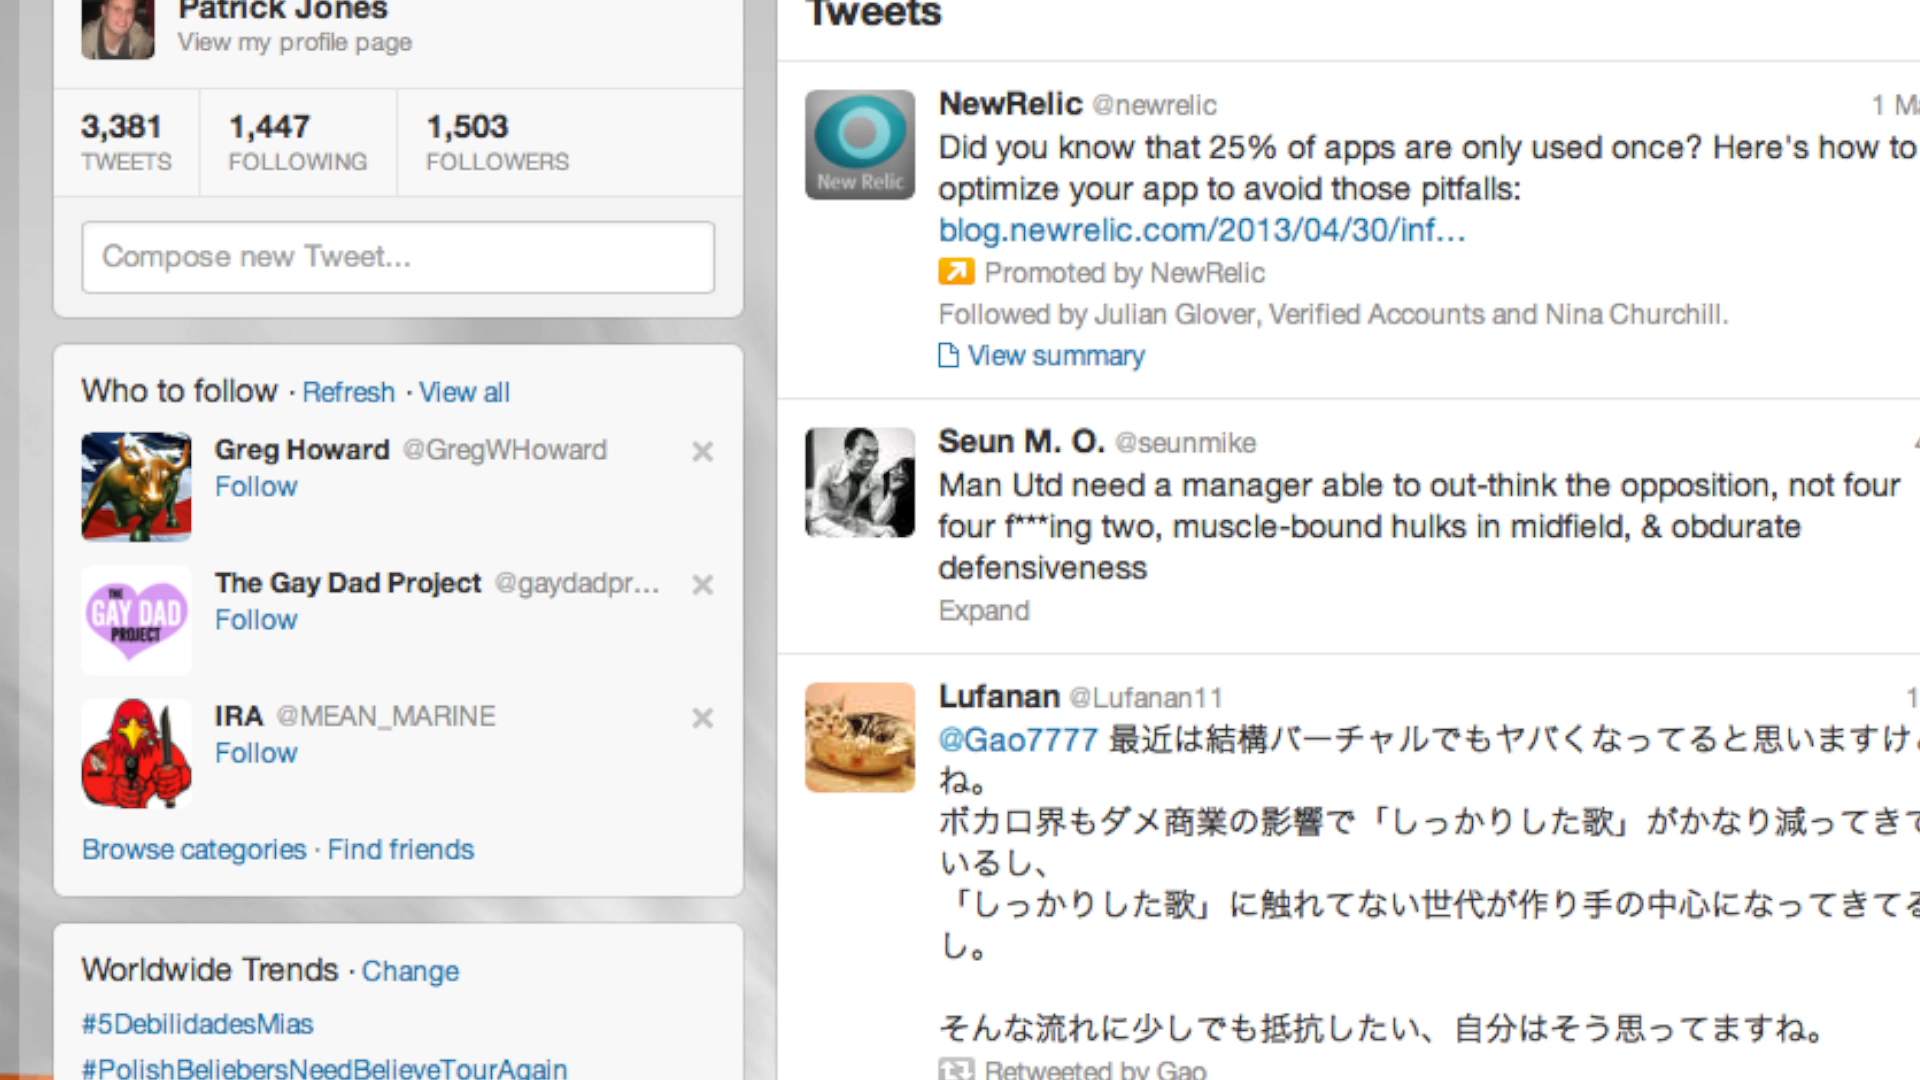 Patrick Jones
View my profile page
3,381
TWEETS
1,447
FOLLOWING
1,503
FOLLOWERS
Compose new Tweet...
Who to follow · Refresh · View all
Greg Howard @GregWHoward
Follow
THE
GAY DAD
PROJECT
The Gay Dad Project @gaydadpr...
Follow
IRA @MEAN_MARINE
Follow
Browse categories · Find friends
Worldwide Trends · Change
#5DebilidadesMias
#PolishBeliebersNeedBelieveTourAgain
Tweets
New Relic
NewRelic @newrelic 1 Ma
Did you know that 25% of apps are only used once? Here's how to
optimize your app to avoid those pitfalls:
blog.newrelic.com/2013/04/30/inf...
Promoted by NewRelic
Followed by Julian Glover, Verified Accounts and Nina Churchill.
View summary
Seun M. O. @seunmike
Man Utd need a manager able to out-think the opposition, not four
four f***ing two, muscle-bound hulks in midfield, & obdurate
defensiveness
Expand
Lufanan @Lufanan11 1
@Gao7777 最近は結構バーチャルでもヤバくなってると思いますけ
ね。
ボカロ界もダメ商業の影響で「しっかりした歌」がかなり減ってきて
いるし、
「しっかりした歌」に触れてない世代が作り手の中心になってきてる
し。
そんな流れに少しでも抵抗したい、自分はそう思ってますね。
Retweeted by Gao